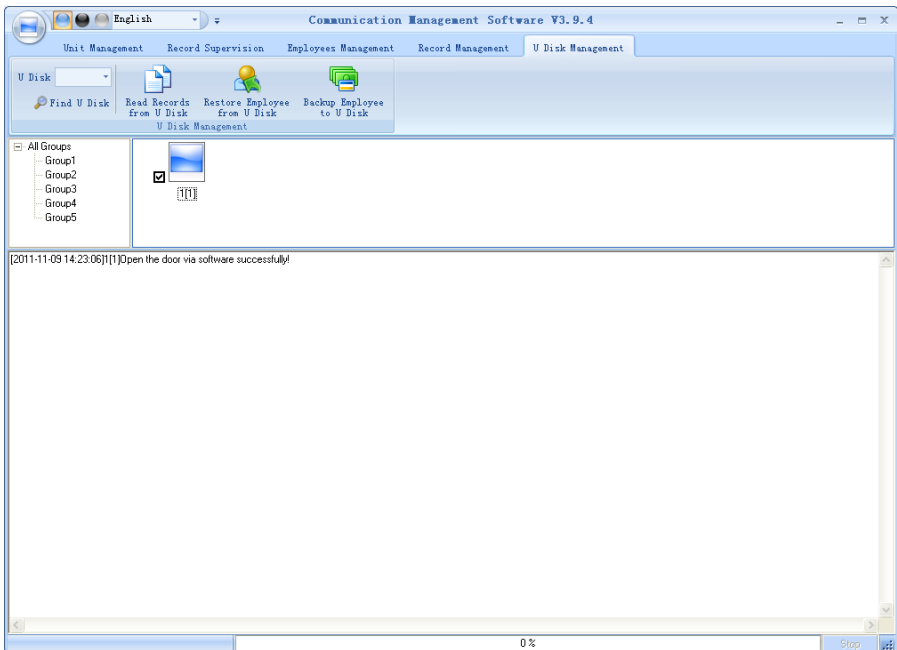 English
Communication Management Software V3.9.4
Unit Management Record Supervision Employees Management Record Management U Disk Management
U Disk
Find U Disk
Read Records from U Disk
Restore Employee from U Disk
Backup Employee to U Disk
U Disk Management
All Groups
Group1
Group2
Group3
Group4
Group5
1[1]
[2011-11-09 14:23:06]1[1]Open the door via software successfully!
0 %
Stop